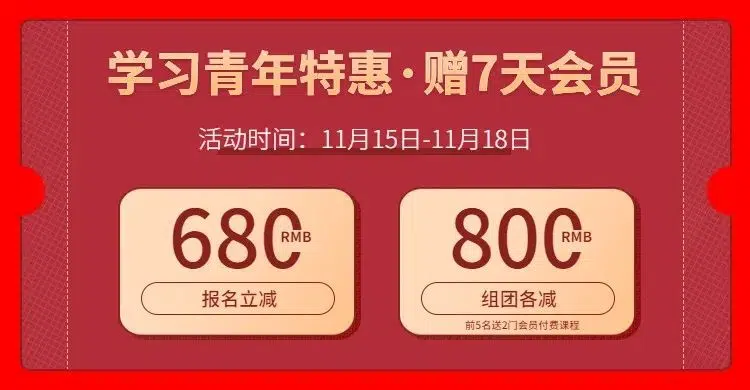 学习青年特惠·赠7天会员
活动时间：11月15日-11月18日
680 RMB
报名立减
800 RMB
组团各减
前5名送2门会员付费课程